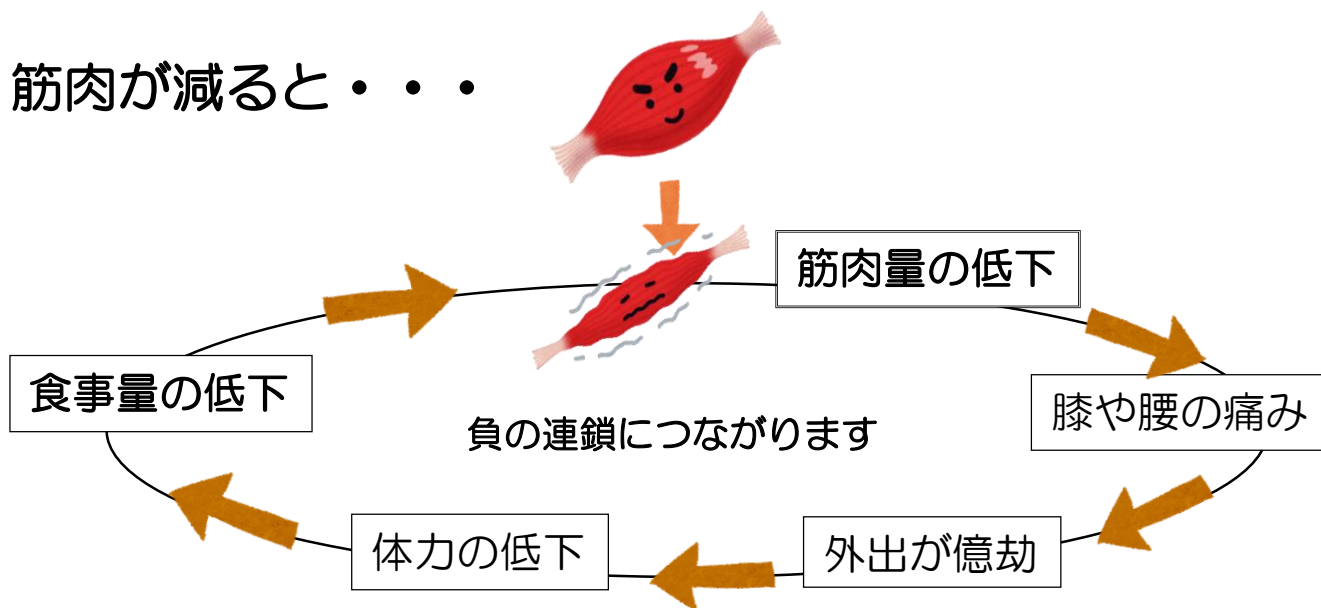 筋肉が減ると・・・
筋肉量の低下
膝や腰の痛み
外出が億劫
体力の低下
食事量の低下
負の連鎖につながります